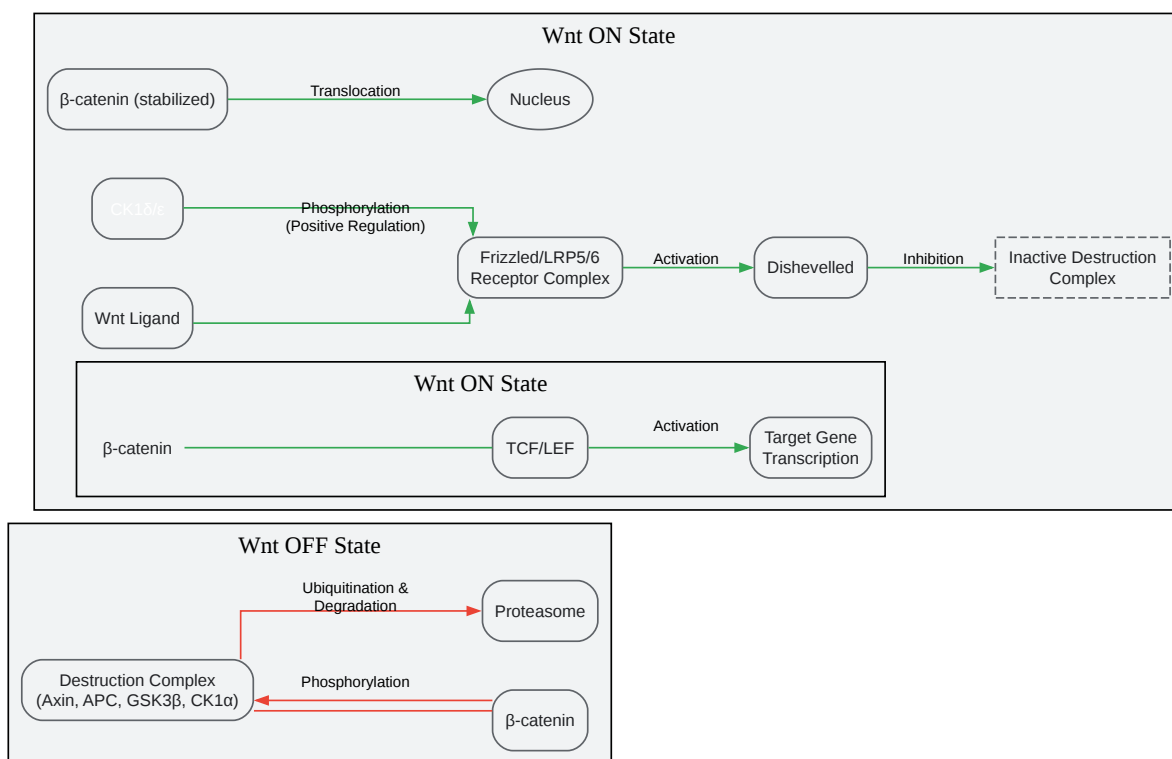 Wnt ON State
β-catenin (stabilized)
Translocation
Nucleus
CK1δ/ε
Phosphorylation
(Positive Regulation)
Frizzled/LRP5/6
Receptor Complex
Activation
Dishevelled
Inhibition
Inactive Destruction
Complex
Wnt Ligand
Wnt ON State
β-catenin
TCF/LEF
Activation
Target Gene
Transcription
Wnt OFF State
Ubiquitination &
Degradation
Proteasome
Destruction Complex
(Axin, APC, GSK3β, CK1α)
Phosphorylation
β-catenin